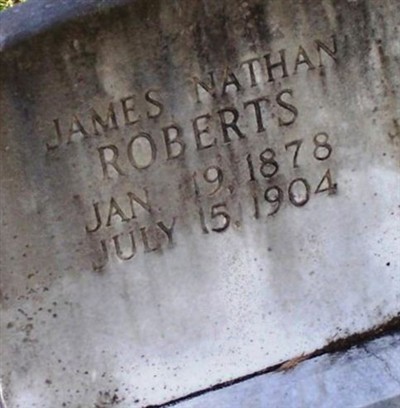 JAMES NATHAN
ROBERTS
JAN. 19, 1878
JULY 15, 1904